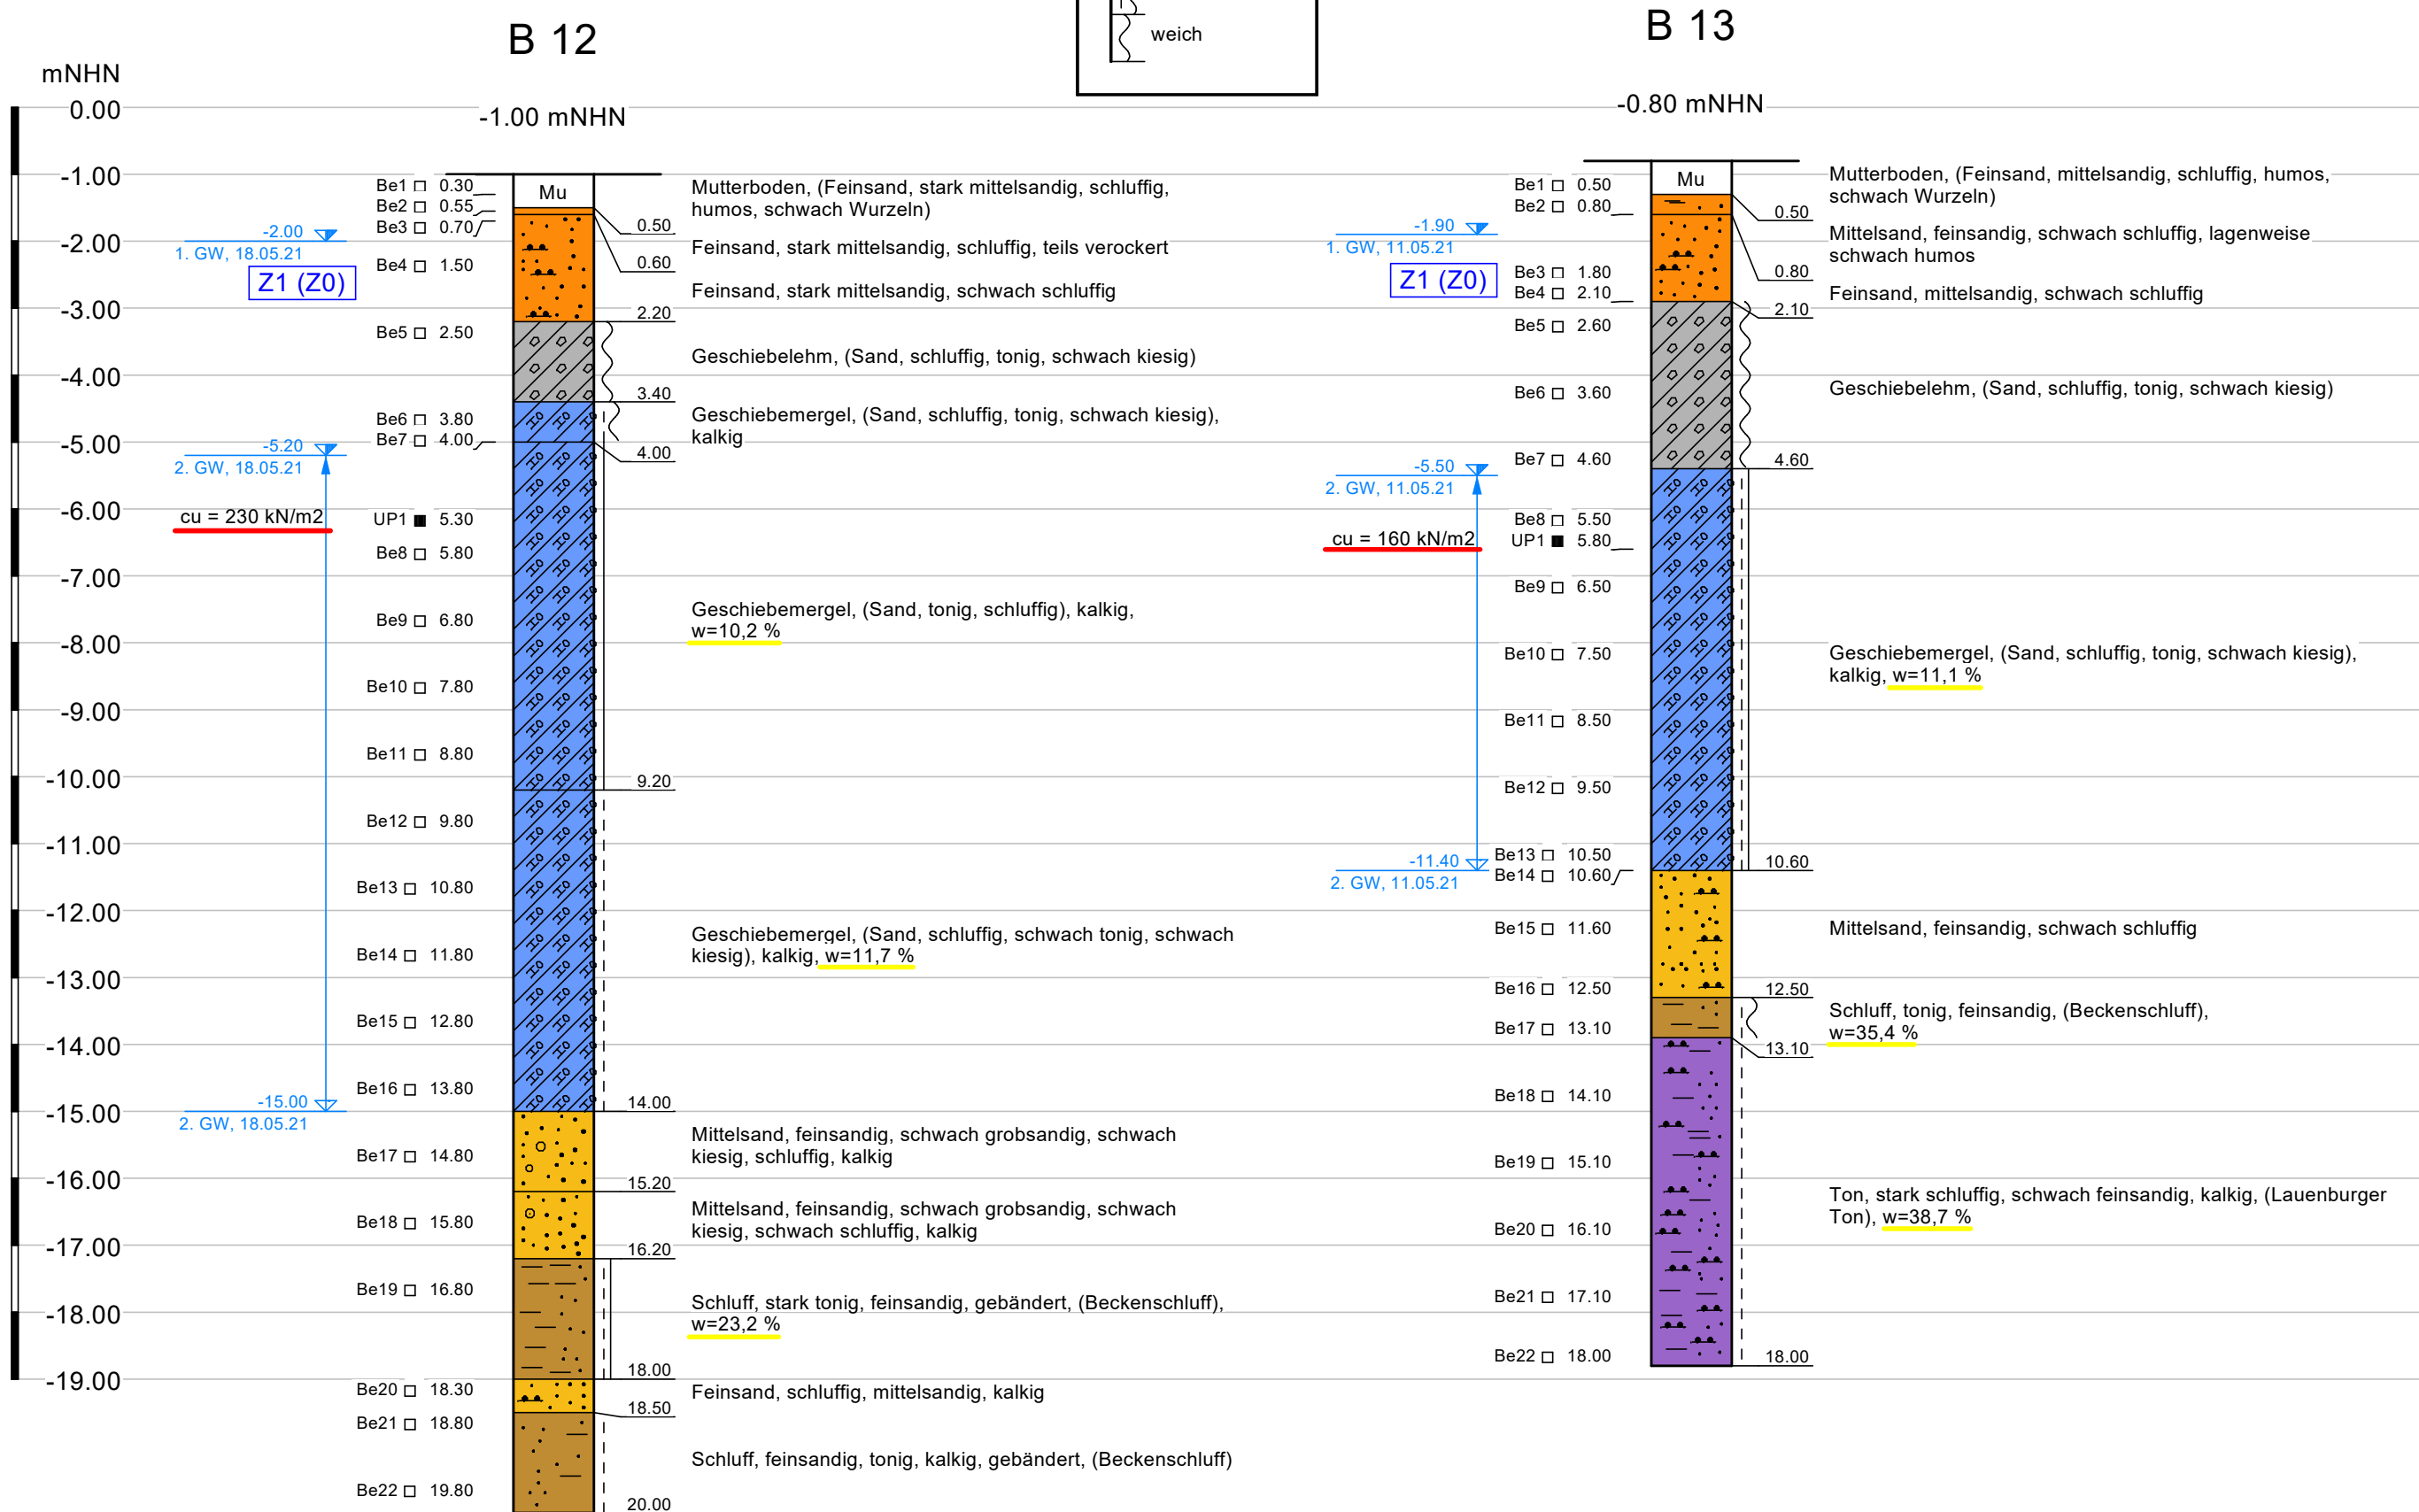 weich
B 12
B 13
mNHN
0.00
-1.00
-2.00
-3.00
-4.00
-5.00
-6.00
-7.00
-8.00
-9.00
-10.00
-11.00
-12.00
-13.00
-14.00
-15.00
-16.00
-17.00
-18.00
-19.00
-1.00 mNHN
-2.00
1. GW, 18.05.21
Z1 (Z0)
-5.20
2. GW, 18.05.21
cu = 230 kN/m2
-15.00
2. GW, 18.05.21
Be1 0.30
Be2 0.55
Be3 0.70
Be4 1.50
Be5 2.50
Be6 3.80
Be7 4.00
UP1 5.30
Be8 5.80
Be9 6.80
Be10 7.80
Be11 8.80
Be12 9.80
Be13 10.80
Be14 11.80
Be15 12.80
Be16 13.80
Be17 14.80
Be18 15.80
Be19 16.80
Be20 18.30
Be21 18.80
Be22 19.80
Mu
0.50
0.60
2.20
3.40
4.00
9.20
14.00
15.20
16.20
18.00
18.50
20.00
Mutterboden, (Feinsand, stark mittelsandig, schluffig,
humos, schwach Wurzeln)
Feinsand, stark mittelsandig, schluffig, teils verockert
Feinsand, stark mittelsandig, schwach schluffig
Geschiebelehm, (Sand, schluffig, tonig, schwach kiesig)
Geschiebemergel, (Sand, schluffig, tonig, schwach kiesig),
kalkig
Geschiebemergel, (Sand, tonig, schluffig), kalkig,
w=10,2 %
Geschiebemergel, (Sand, schluffig, schwach tonig, schwach
kiesig), kalkig, w=11,7 %
Mittelsand, feinsandig, schwach grobsandig, schwach
kiesig, schluffig, kalkig
Mittelsand, feinsandig, schwach grobsandig, schwach
kiesig, schwach schluffig, kalkig
Schluff, stark tonig, feinsandig, gebändert, (Beckenschluff),
w=23,2 %
Feinsand, schluffig, mittelsandig, kalkig
Schluff, feinsandig, tonig, kalkig, gebändert, (Beckenschluff)
-0.80 mNHN
-1.90
1. GW, 11.05.21
Z1 (Z0)
-5.50
2. GW, 11.05.21
cu = 160 kN/m2
-11.40
2. GW, 11.05.21
Be1 0.50
Be2 0.80
Be3 1.80
Be4 2.10
Be5 2.60
Be6 3.60
Be7 4.60
Be8 5.50
UP1 5.80
Be9 6.50
Be10 7.50
Be11 8.50
Be12 9.50
Be13 10.50
Be14 10.60
Be15 11.60
Be16 12.50
Be17 13.10
Be18 14.10
Be19 15.10
Be20 16.10
Be21 17.10
Be22 18.00
Mu
0.50
0.80
2.10
4.60
10.60
12.50
13.10
18.00
Mutterboden, (Feinsand, mittelsandig, schluffig, humos,
schwach Wurzeln)
Mittelsand, feinsandig, schwach schluffig, lagenweise
schwach humos
Feinsand, mittelsandig, schwach schluffig
Geschiebelehm, (Sand, schluffig, tonig, schwach kiesig)
Geschiebemergel, (Sand, schluffig, tonig, schwach kiesig),
kalkig, w=11,1 %
Mittelsand, feinsandig, schwach schluffig
Schluff, tonig, feinsandig, (Beckenschluff),
w=35,4 %
Ton, stark schluffig, schwach feinsandig, kalkig, (Lauenburger
Ton), w=38,7 %